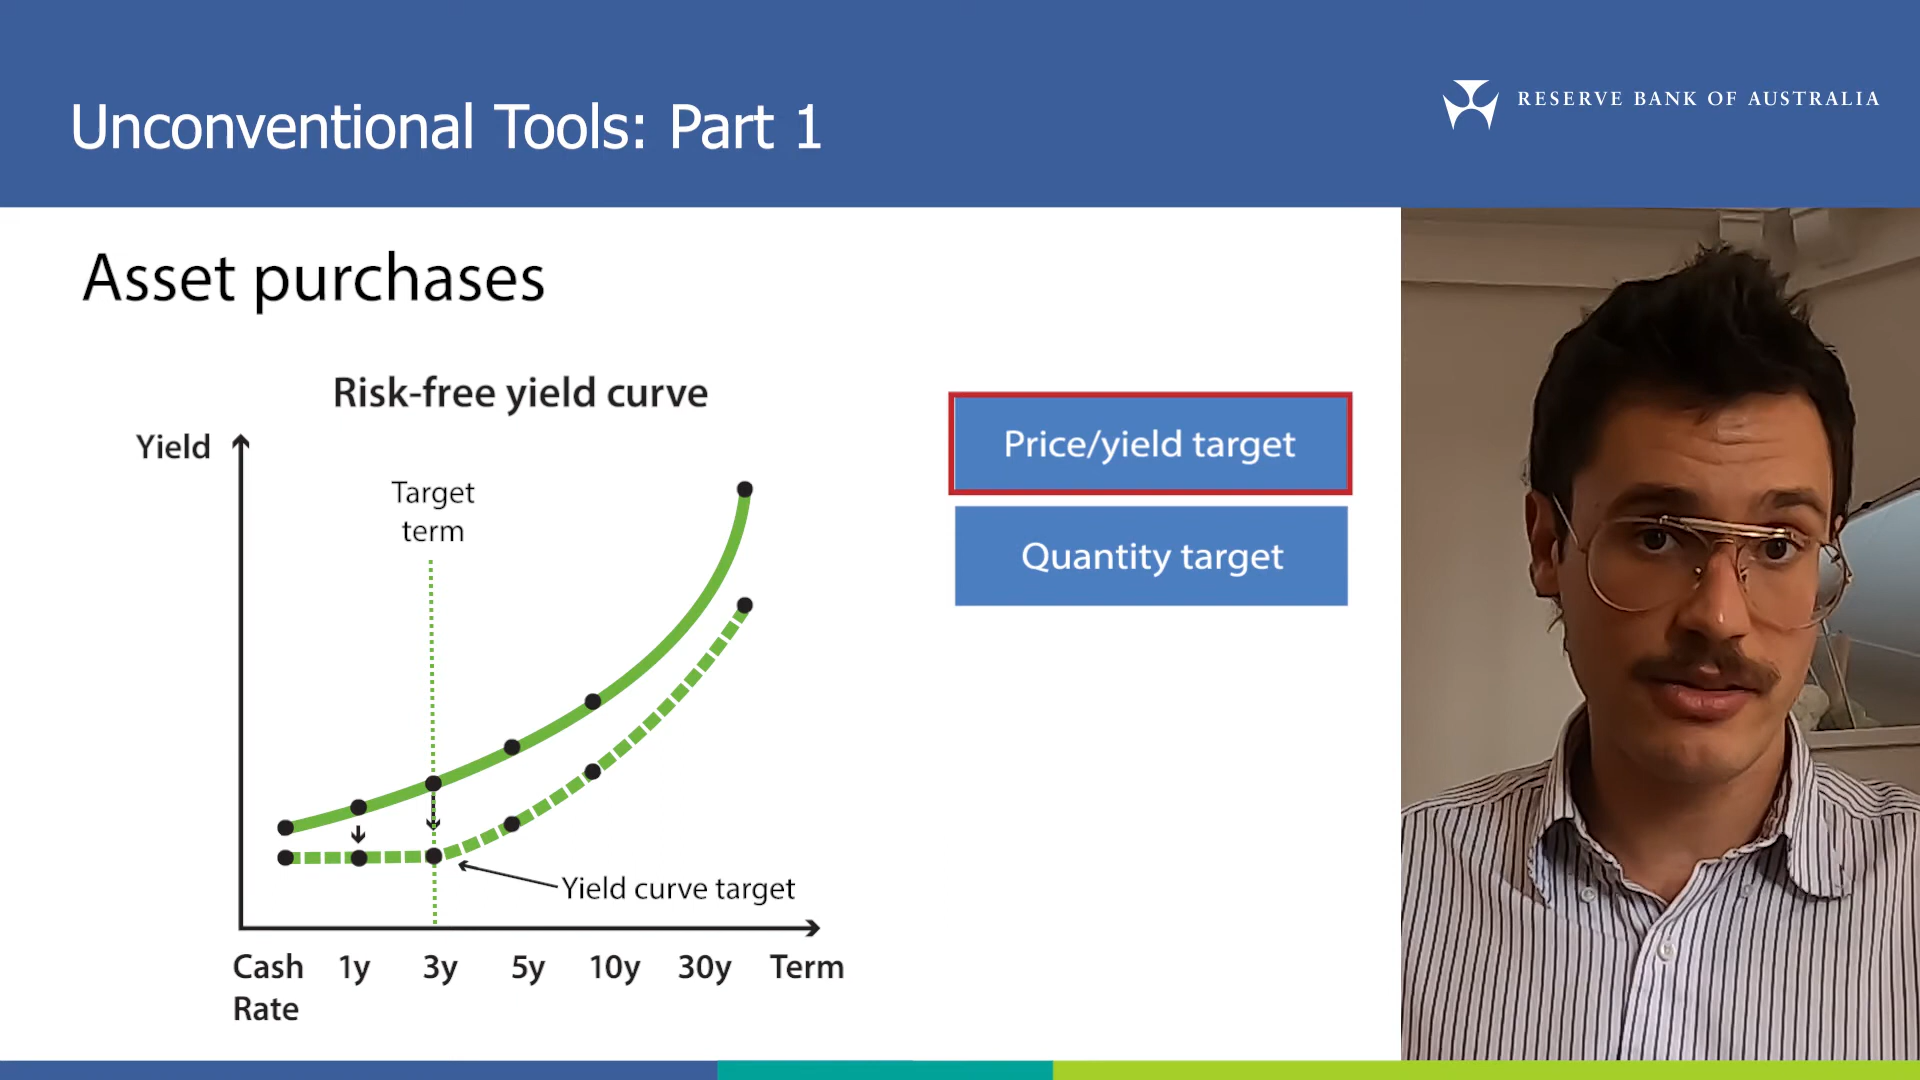 Unconventional Tools: Part 1
RESERVE BANK OF AUSTRALIA
Asset purchases
Risk-free yield curve
Yield
Target
term
Yield curve target
Cash
Rate
1y
3y
5y
10y
30y
Term
Price/yield target
Quantity target